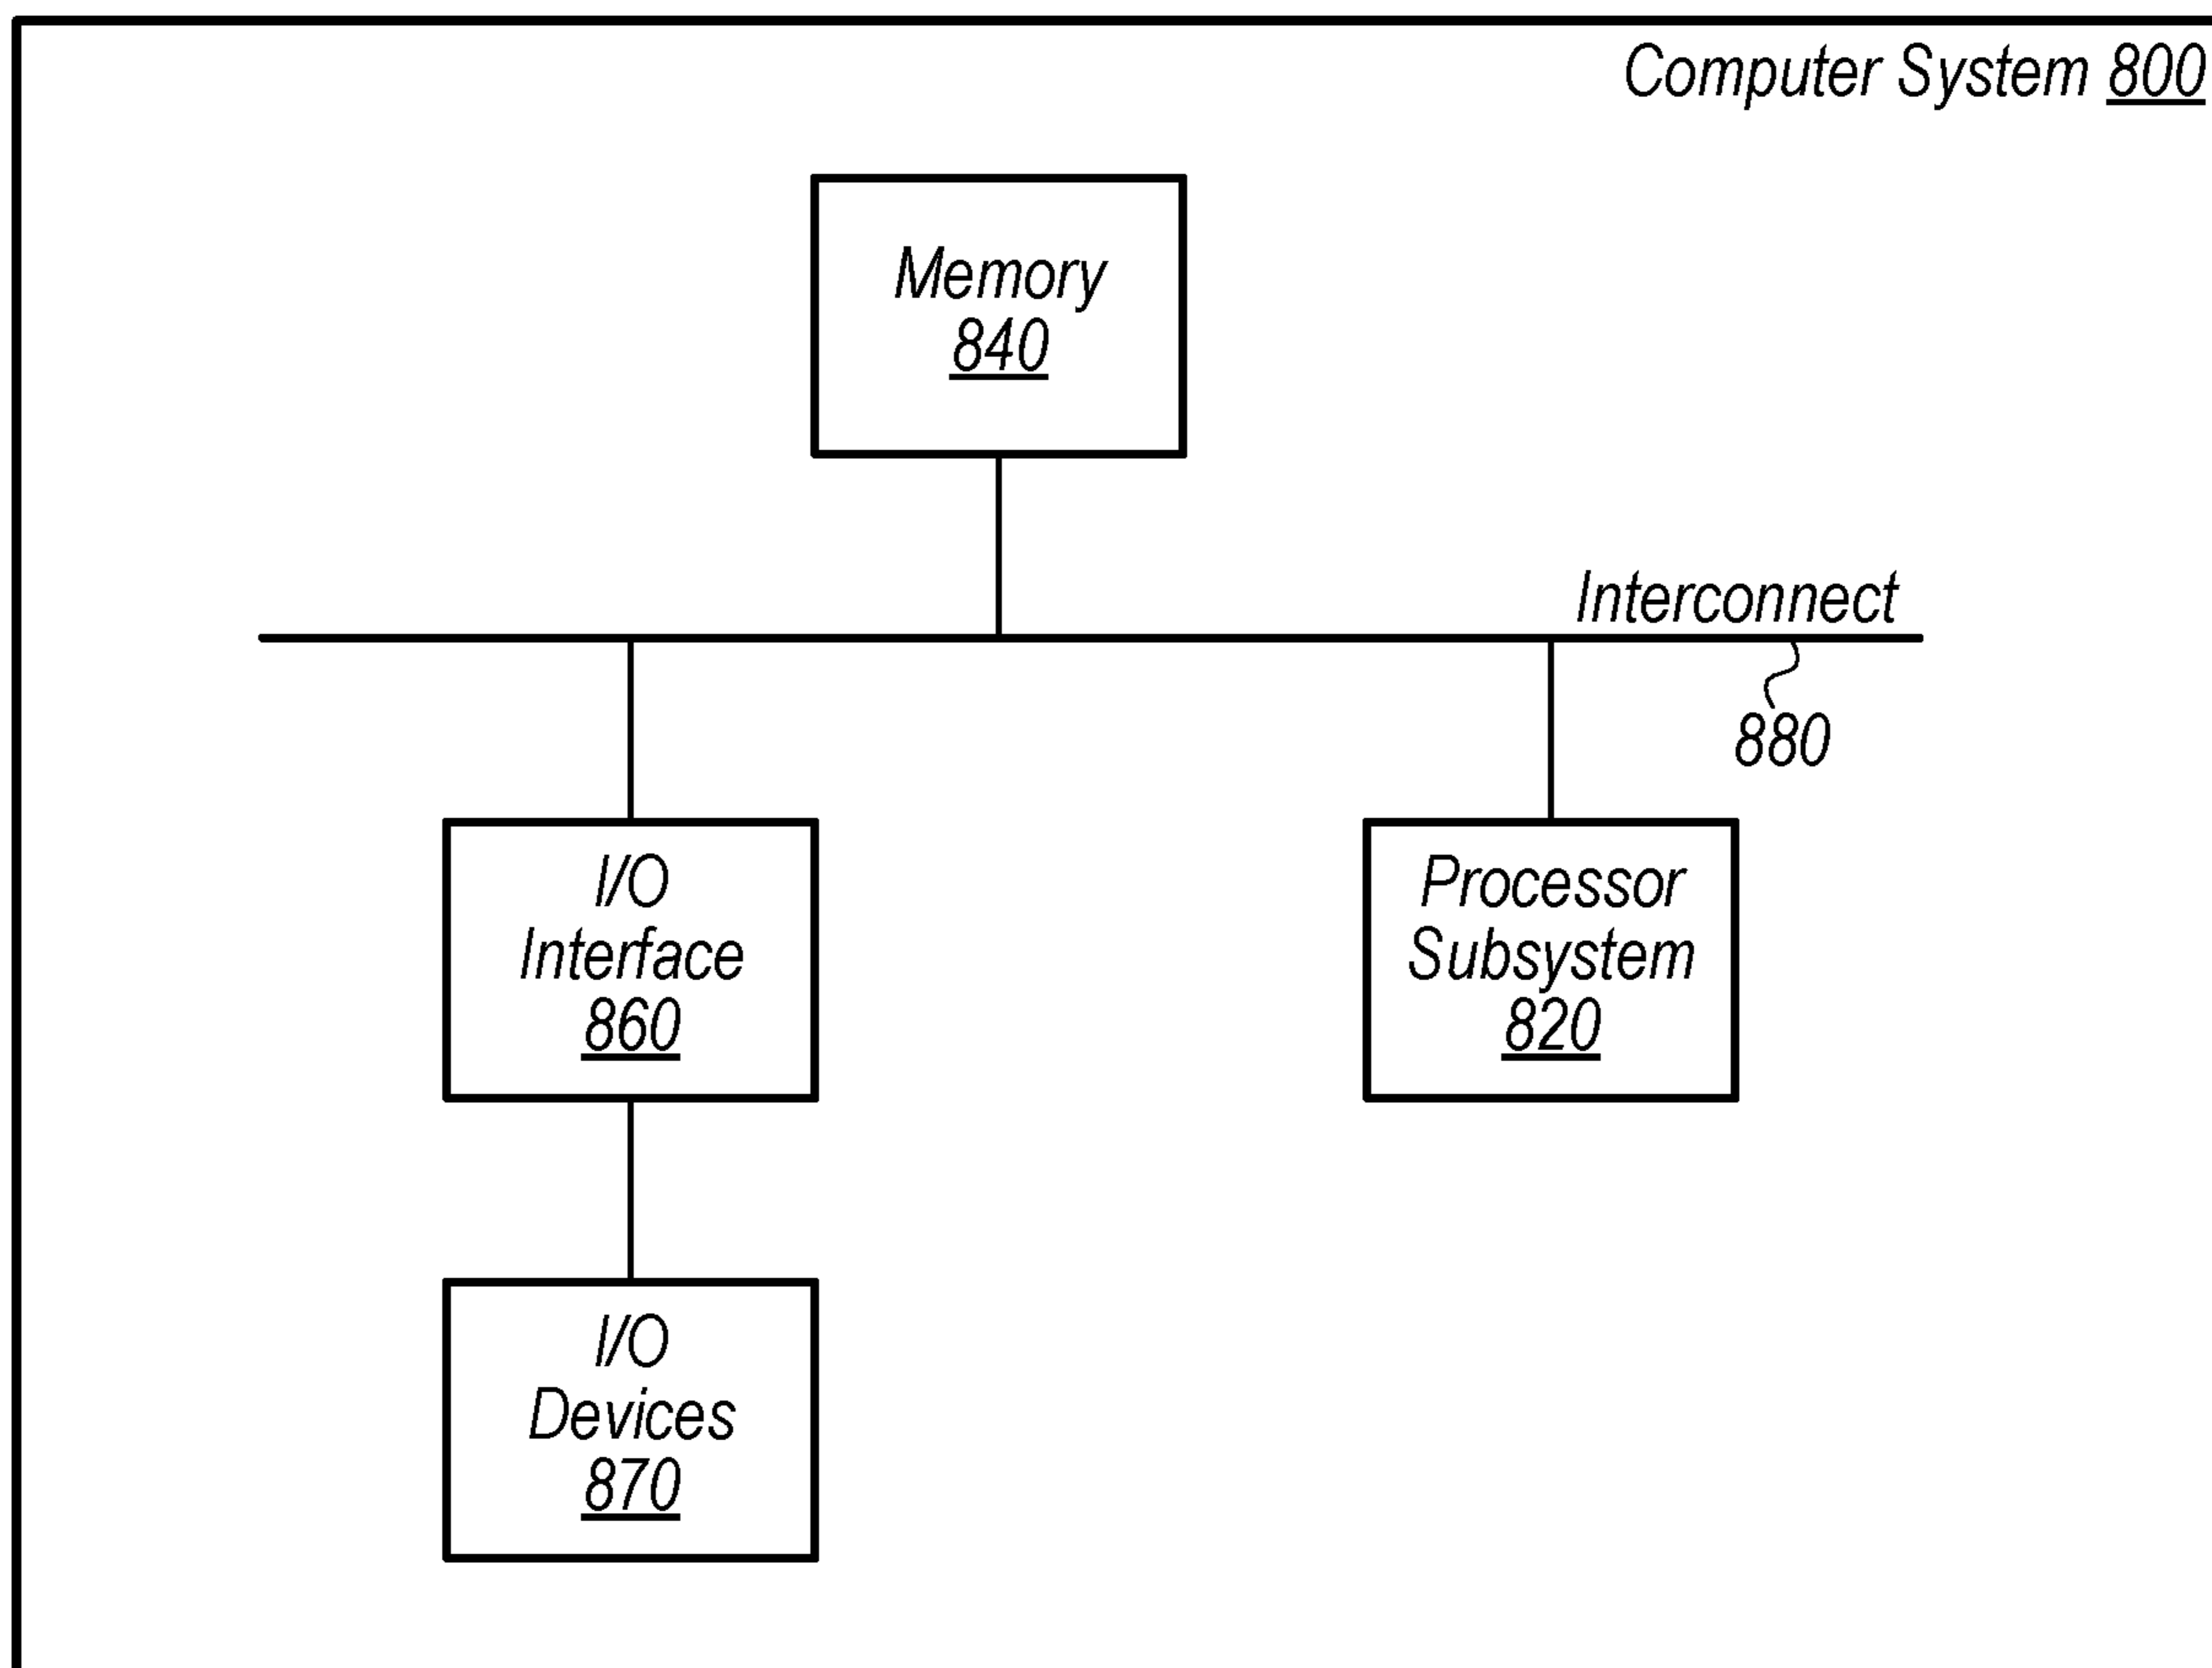 Computer System 800
Memory
840
Interconnect
880
I/O
Interface
860
Processor
Subsystem
820
I/O
Devices
870